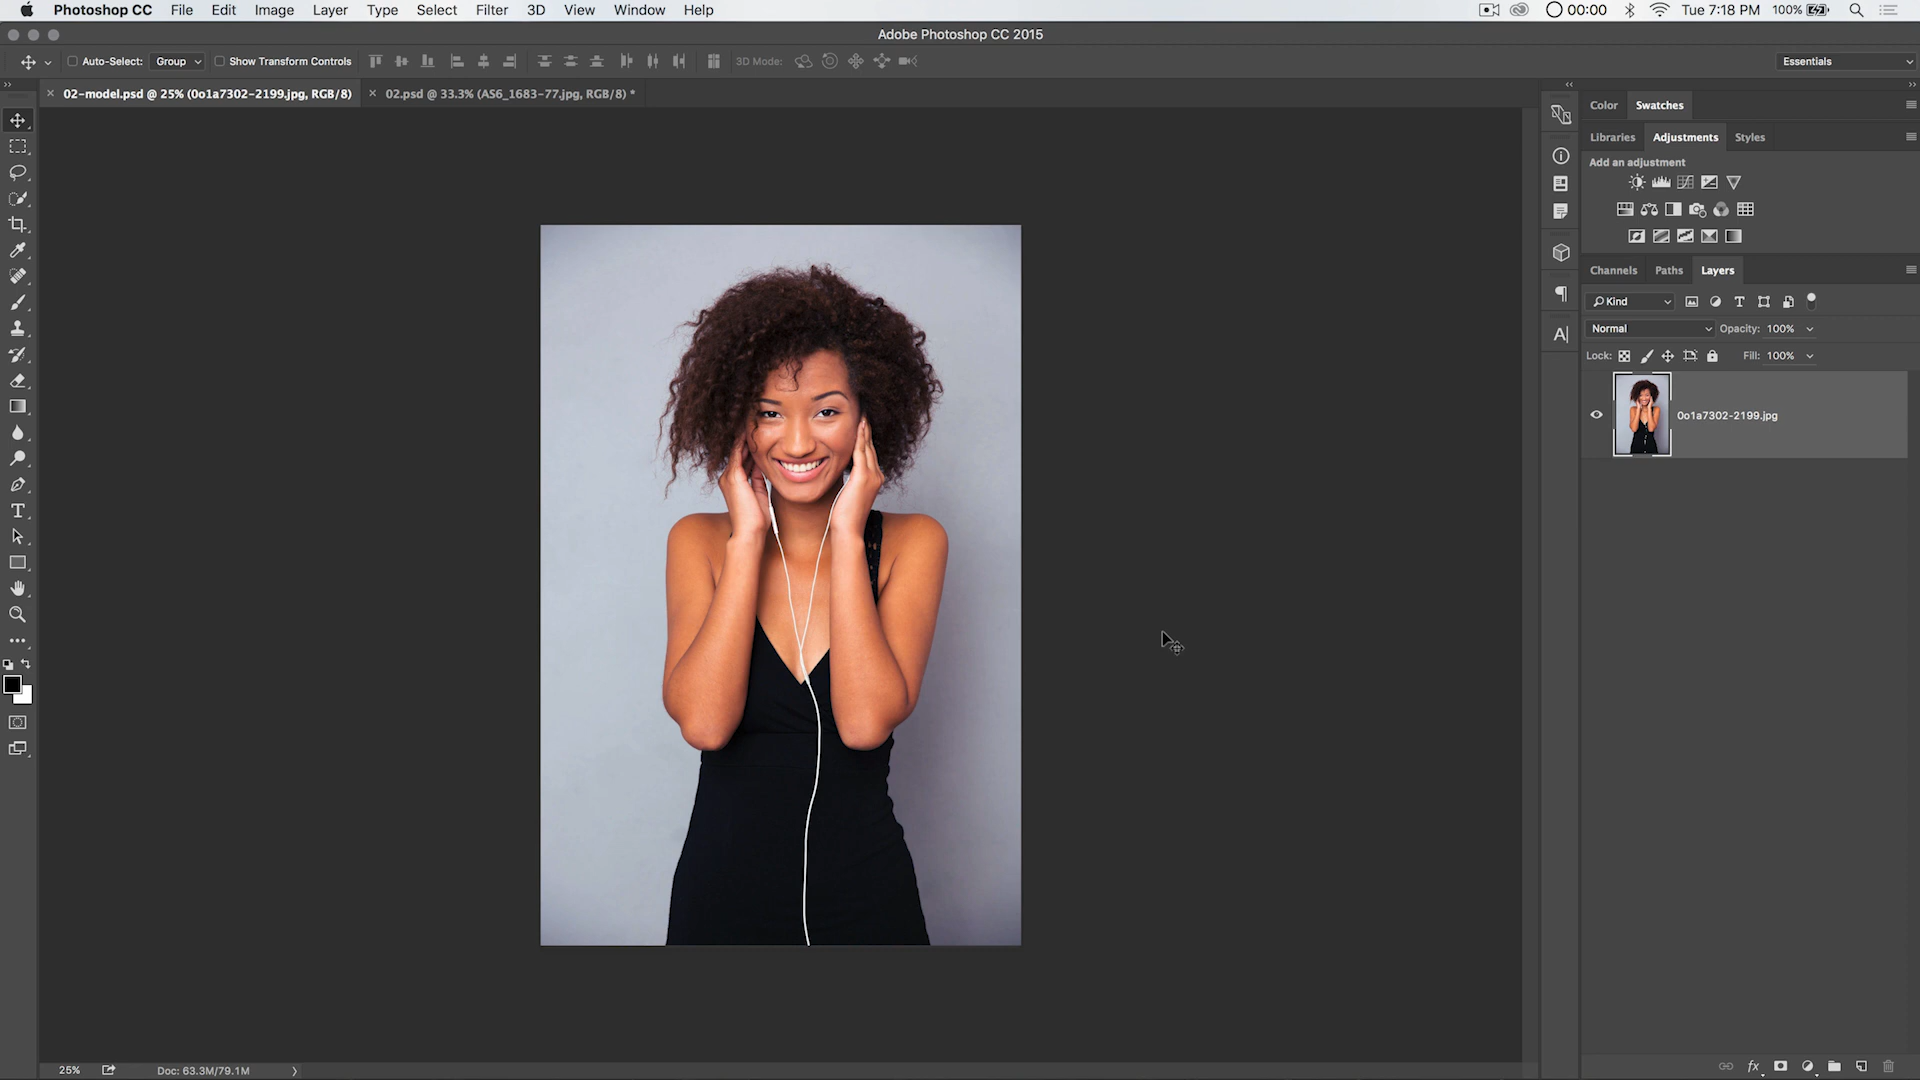 Photoshop CC File Edit Image Layer Type Select Filter 3D View Window Help 00:00 Tue 7:18 PM 100%
Adobe Photoshop CC 2015
Auto-Select: Group Show Transform Controls 3D Mode: Essentials
02-model.psd @ 25% (0o1a7302-2199.jpg, RGB/8) 02.psd @ 33.3% (AS6_1683-77.jpg, RGB/8) *
Color Swatches
Libraries Adjustments Styles
Add an adjustment
Channels Paths Layers
Kind
Normal Opacity: 100%
Lock: Fill: 100%
0o1a7302-2199.jpg
25% Doc: 63.3M/79.1M